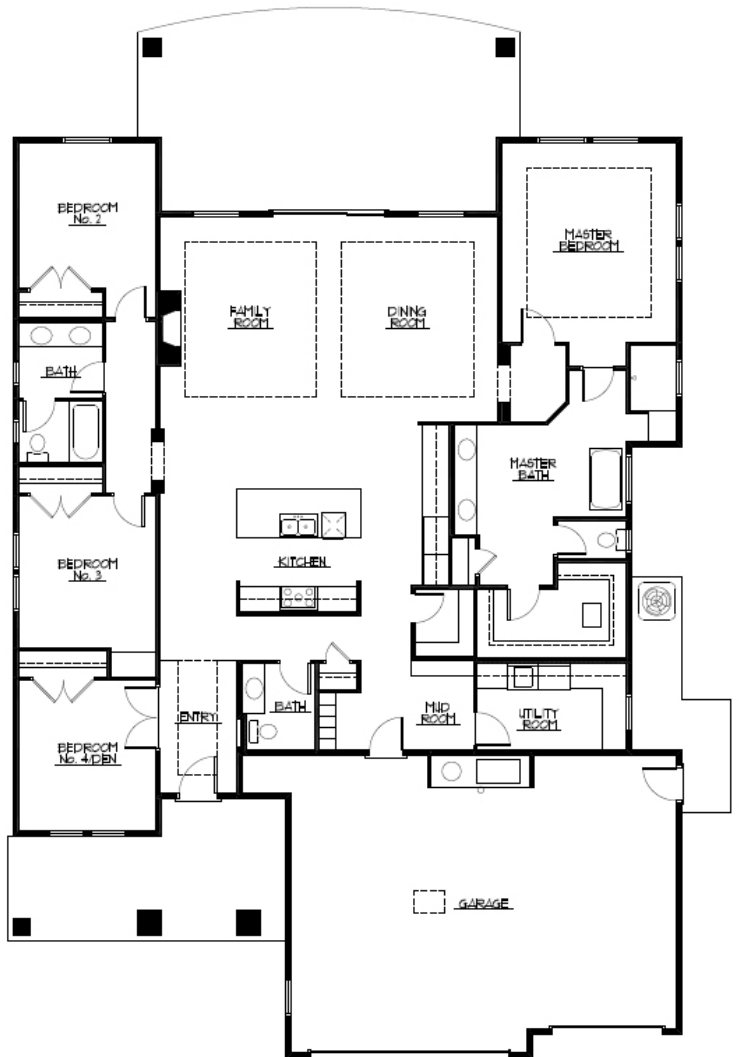 BEDROOM
No. 2
MASTER
BEDROOM
FAMILY
ROOM
DINING
ROOM
BATH
MASTER
BATH
KITCHEN
BEDROOM
No. 3
ENTRY
BATH
MUD
ROOM
UTILITY
ROOM
BEDROOM
No. 4/DEN
GARAGE